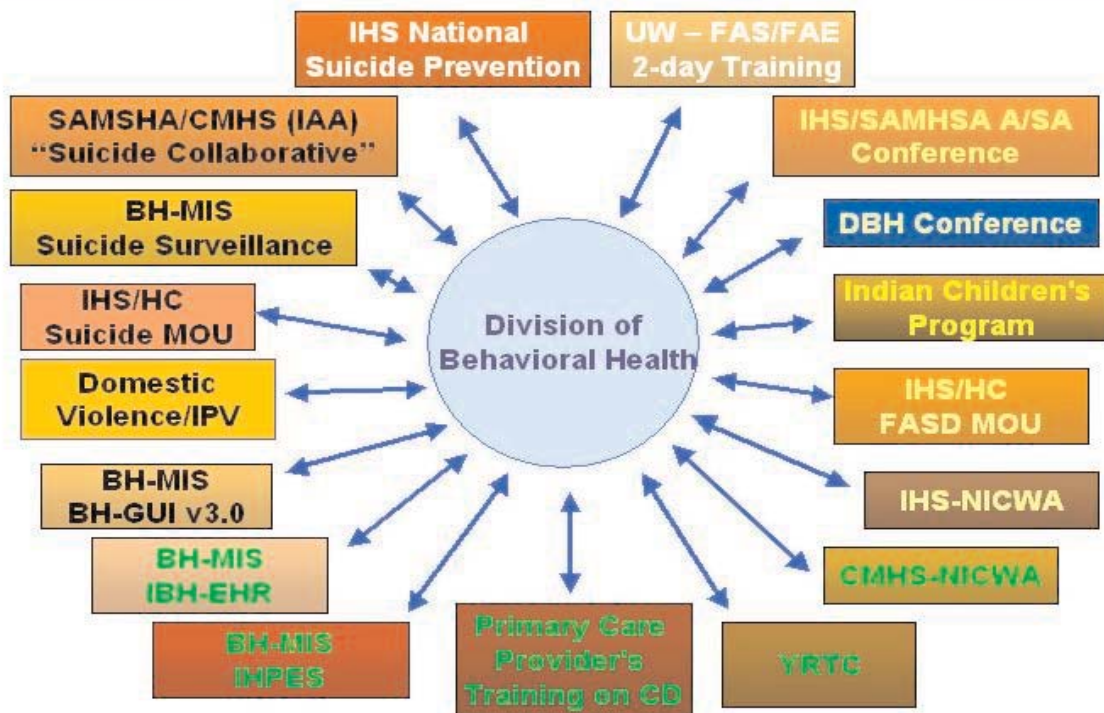 IHS National
Suicide Prevention
UW – FAS/FAE
2-day Training
SAMSHA/CMHS (IAA)
“Suicide Collaborative”
IHS/SAMHSA A/SA
Conference
BH-MIS
Suicide Surveillance
DBH Conference
IHS/HC
Suicide MOU
Indian Children's
Program
Division of
Behavioral Health
Domestic
Violence/IPV
IHS/HC
FASD MOU
BH-MIS
BH-GUI v3.0
IHS-NICWA
BH-MIS
IBH-EHR
CMHS-NICWA
BH-MIS
IHPES
Primary Care
Provider's
Training on CD
YRTC